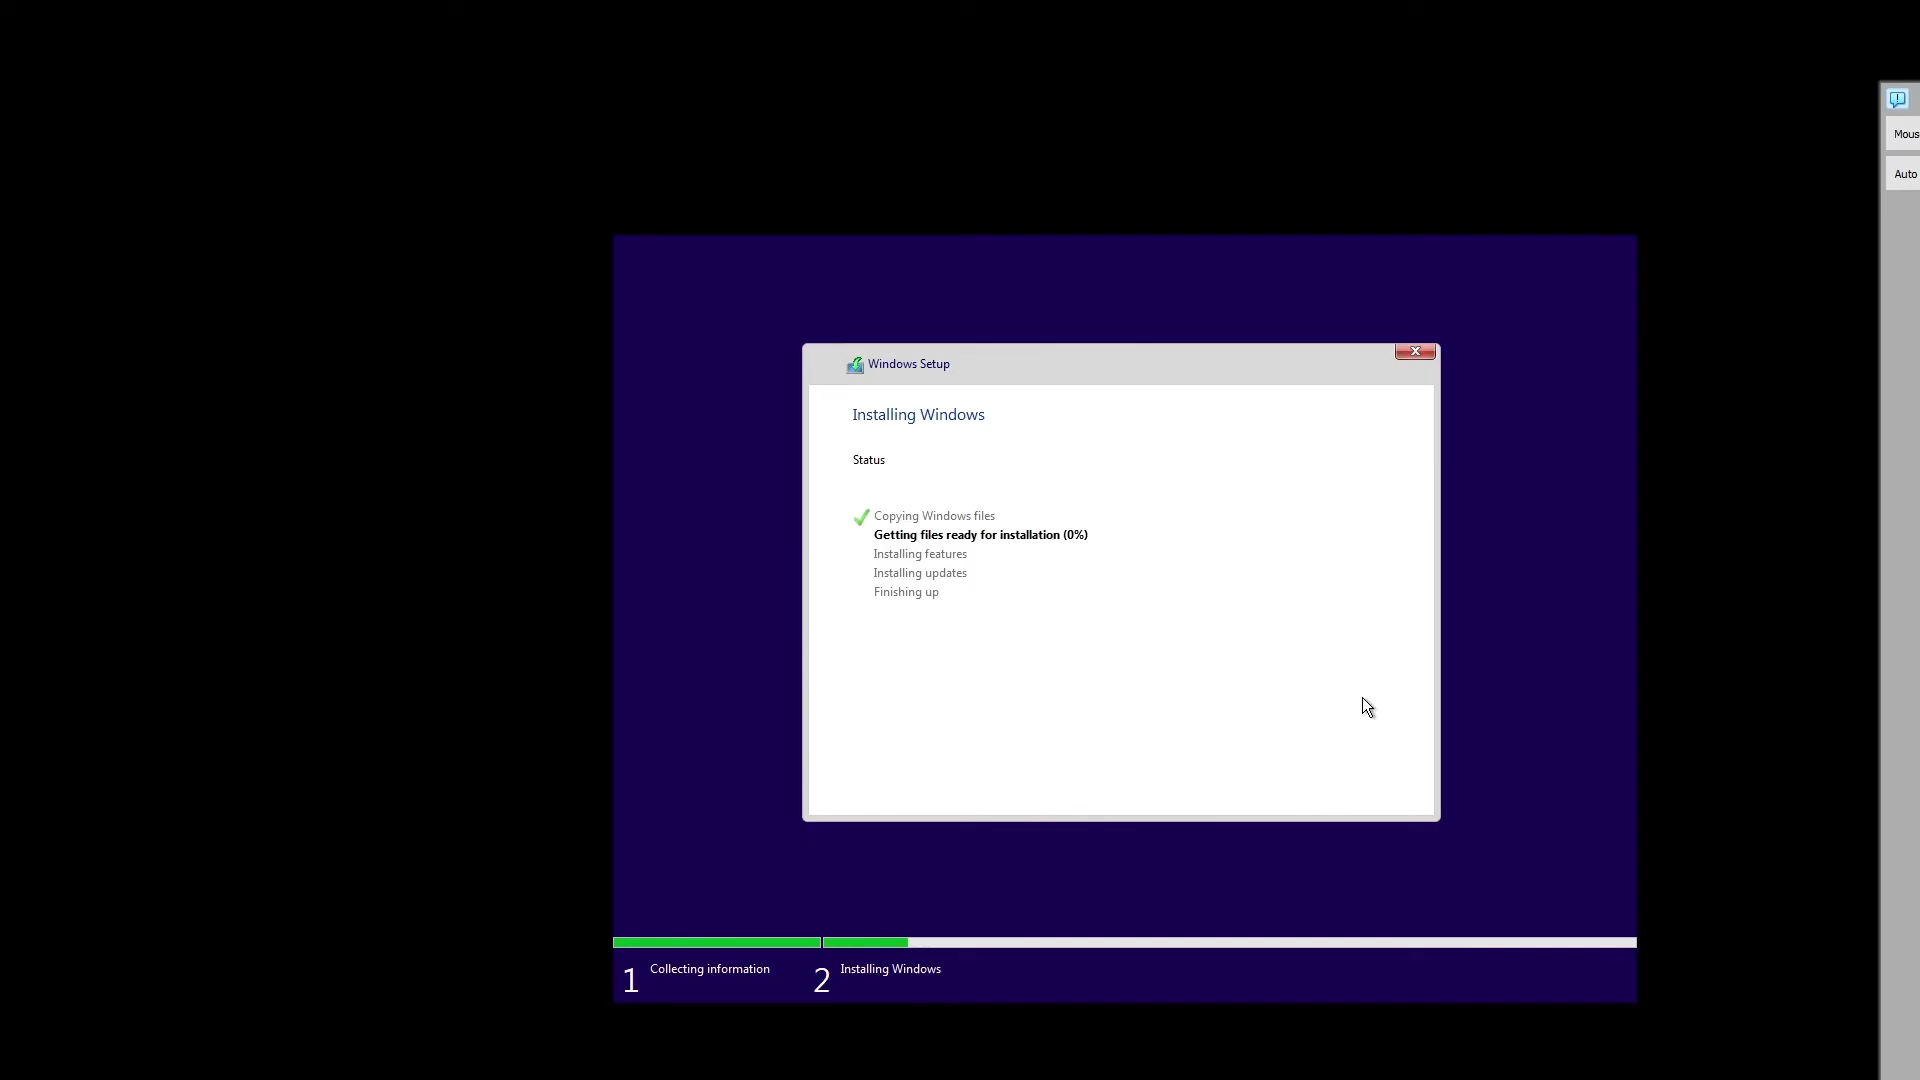 Mous
Auto
Windows Setup
Installing Windows
Status
Copying Windows files
Getting files ready for installation (0%)
Installing features
Installing updates
Finishing up
1 Collecting information 2 Installing Windows